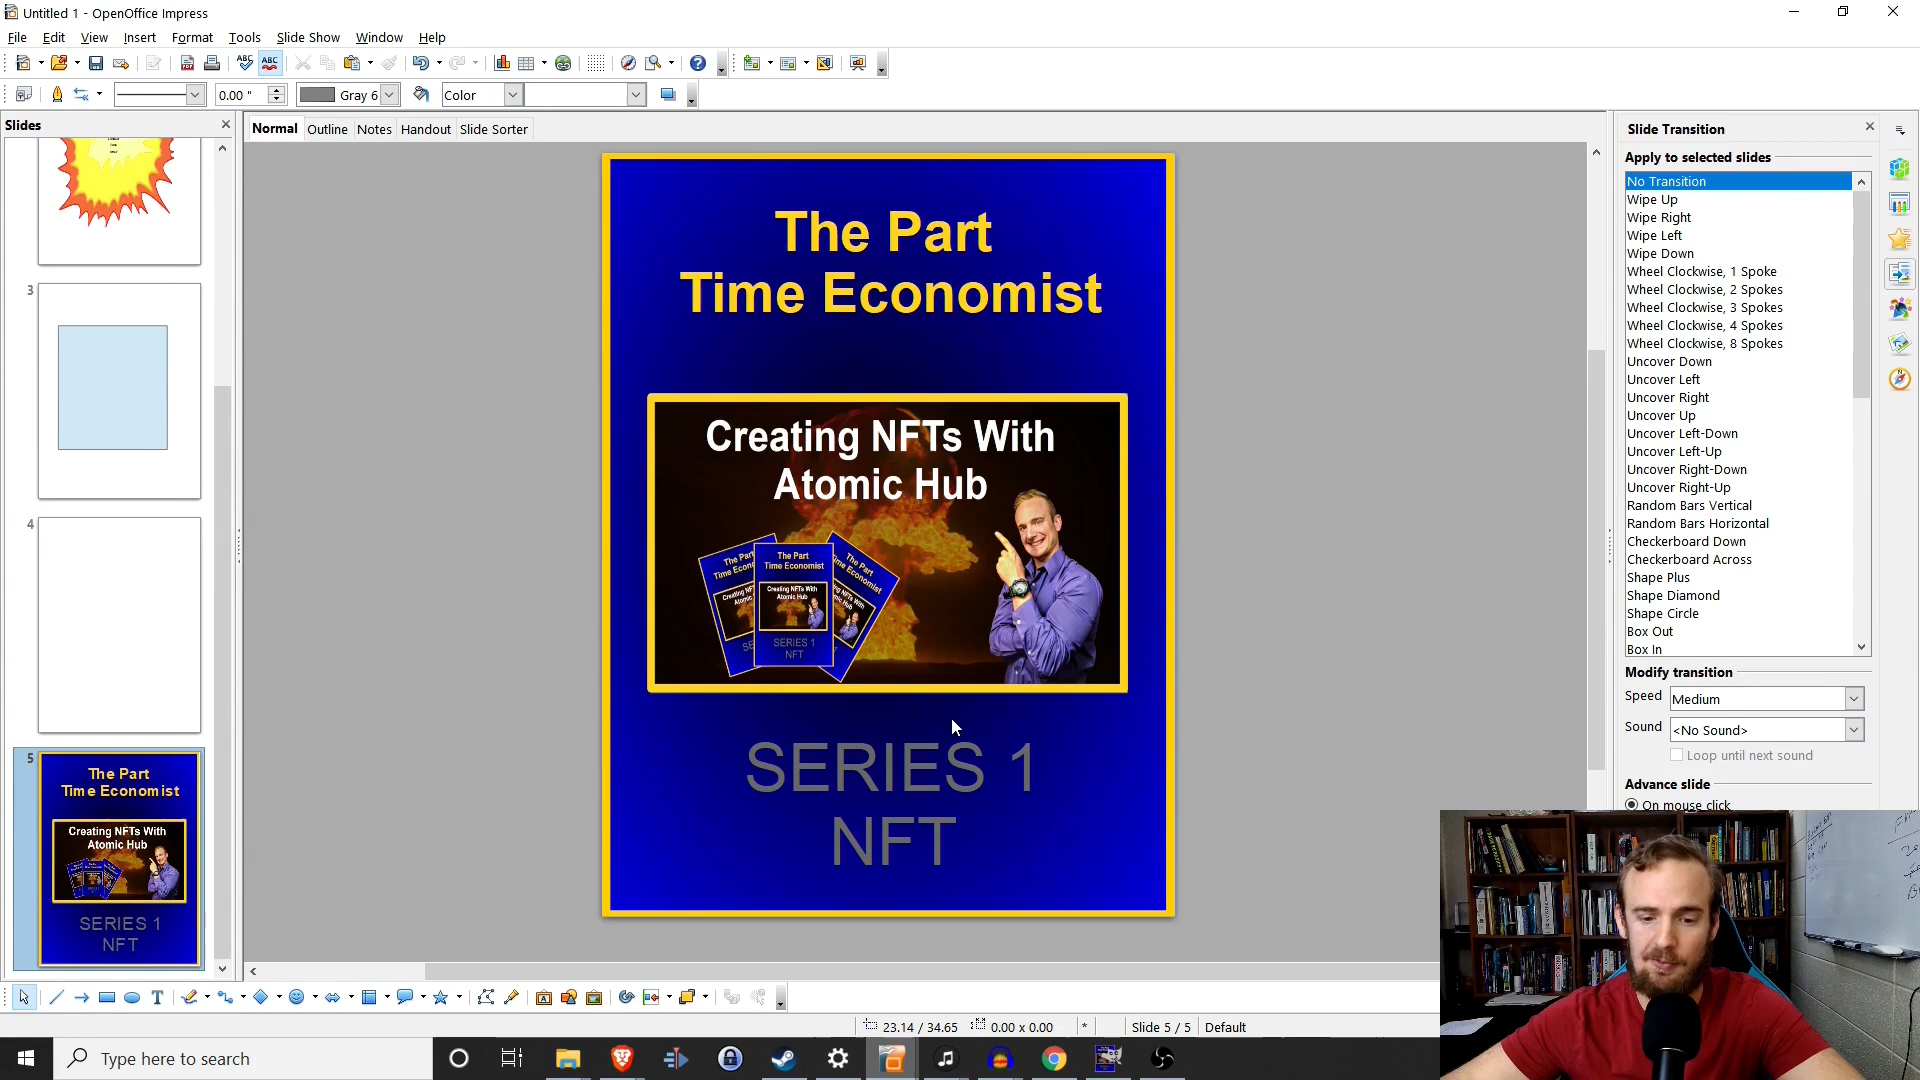 Untitled 1 - OpenOffice Impress
File Edit View Insert Format Tools Slide Show Window Help
0.00 " Gray 6 Color
Slides
Normal Outline Notes Handout Slide Sorter
3
4
5
The Part
Time Economist
Creating NFTs With
Atomic Hub
SERIES 1
NFT
The Part
Time Economist
Creating NFTs With
Atomic Hub
The Part
Time Economist
Creating NFTs With
Atomic Hub
SERIES 1
NFT
SERIES 1
NFT
Slide Transition
Apply to selected slides
No Transition
Wipe Up
Wipe Right
Wipe Left
Wipe Down
Wheel Clockwise, 1 Spoke
Wheel Clockwise, 2 Spokes
Wheel Clockwise, 3 Spokes
Wheel Clockwise, 4 Spokes
Wheel Clockwise, 8 Spokes
Uncover Down
Uncover Left
Uncover Right
Uncover Up
Uncover Left-Down
Uncover Left-Up
Uncover Right-Down
Uncover Right-Up
Random Bars Vertical
Random Bars Horizontal
Checkerboard Down
Checkerboard Across
Shape Plus
Shape Diamond
Shape Circle
Box Out
Box In
Modify transition
Speed Medium
Sound <No Sound>
Loop until next sound
Advance slide
On mouse click
23.14 / 34.65 0.00 x 0.00 * Slide 5 / 5 Default
Type here to search